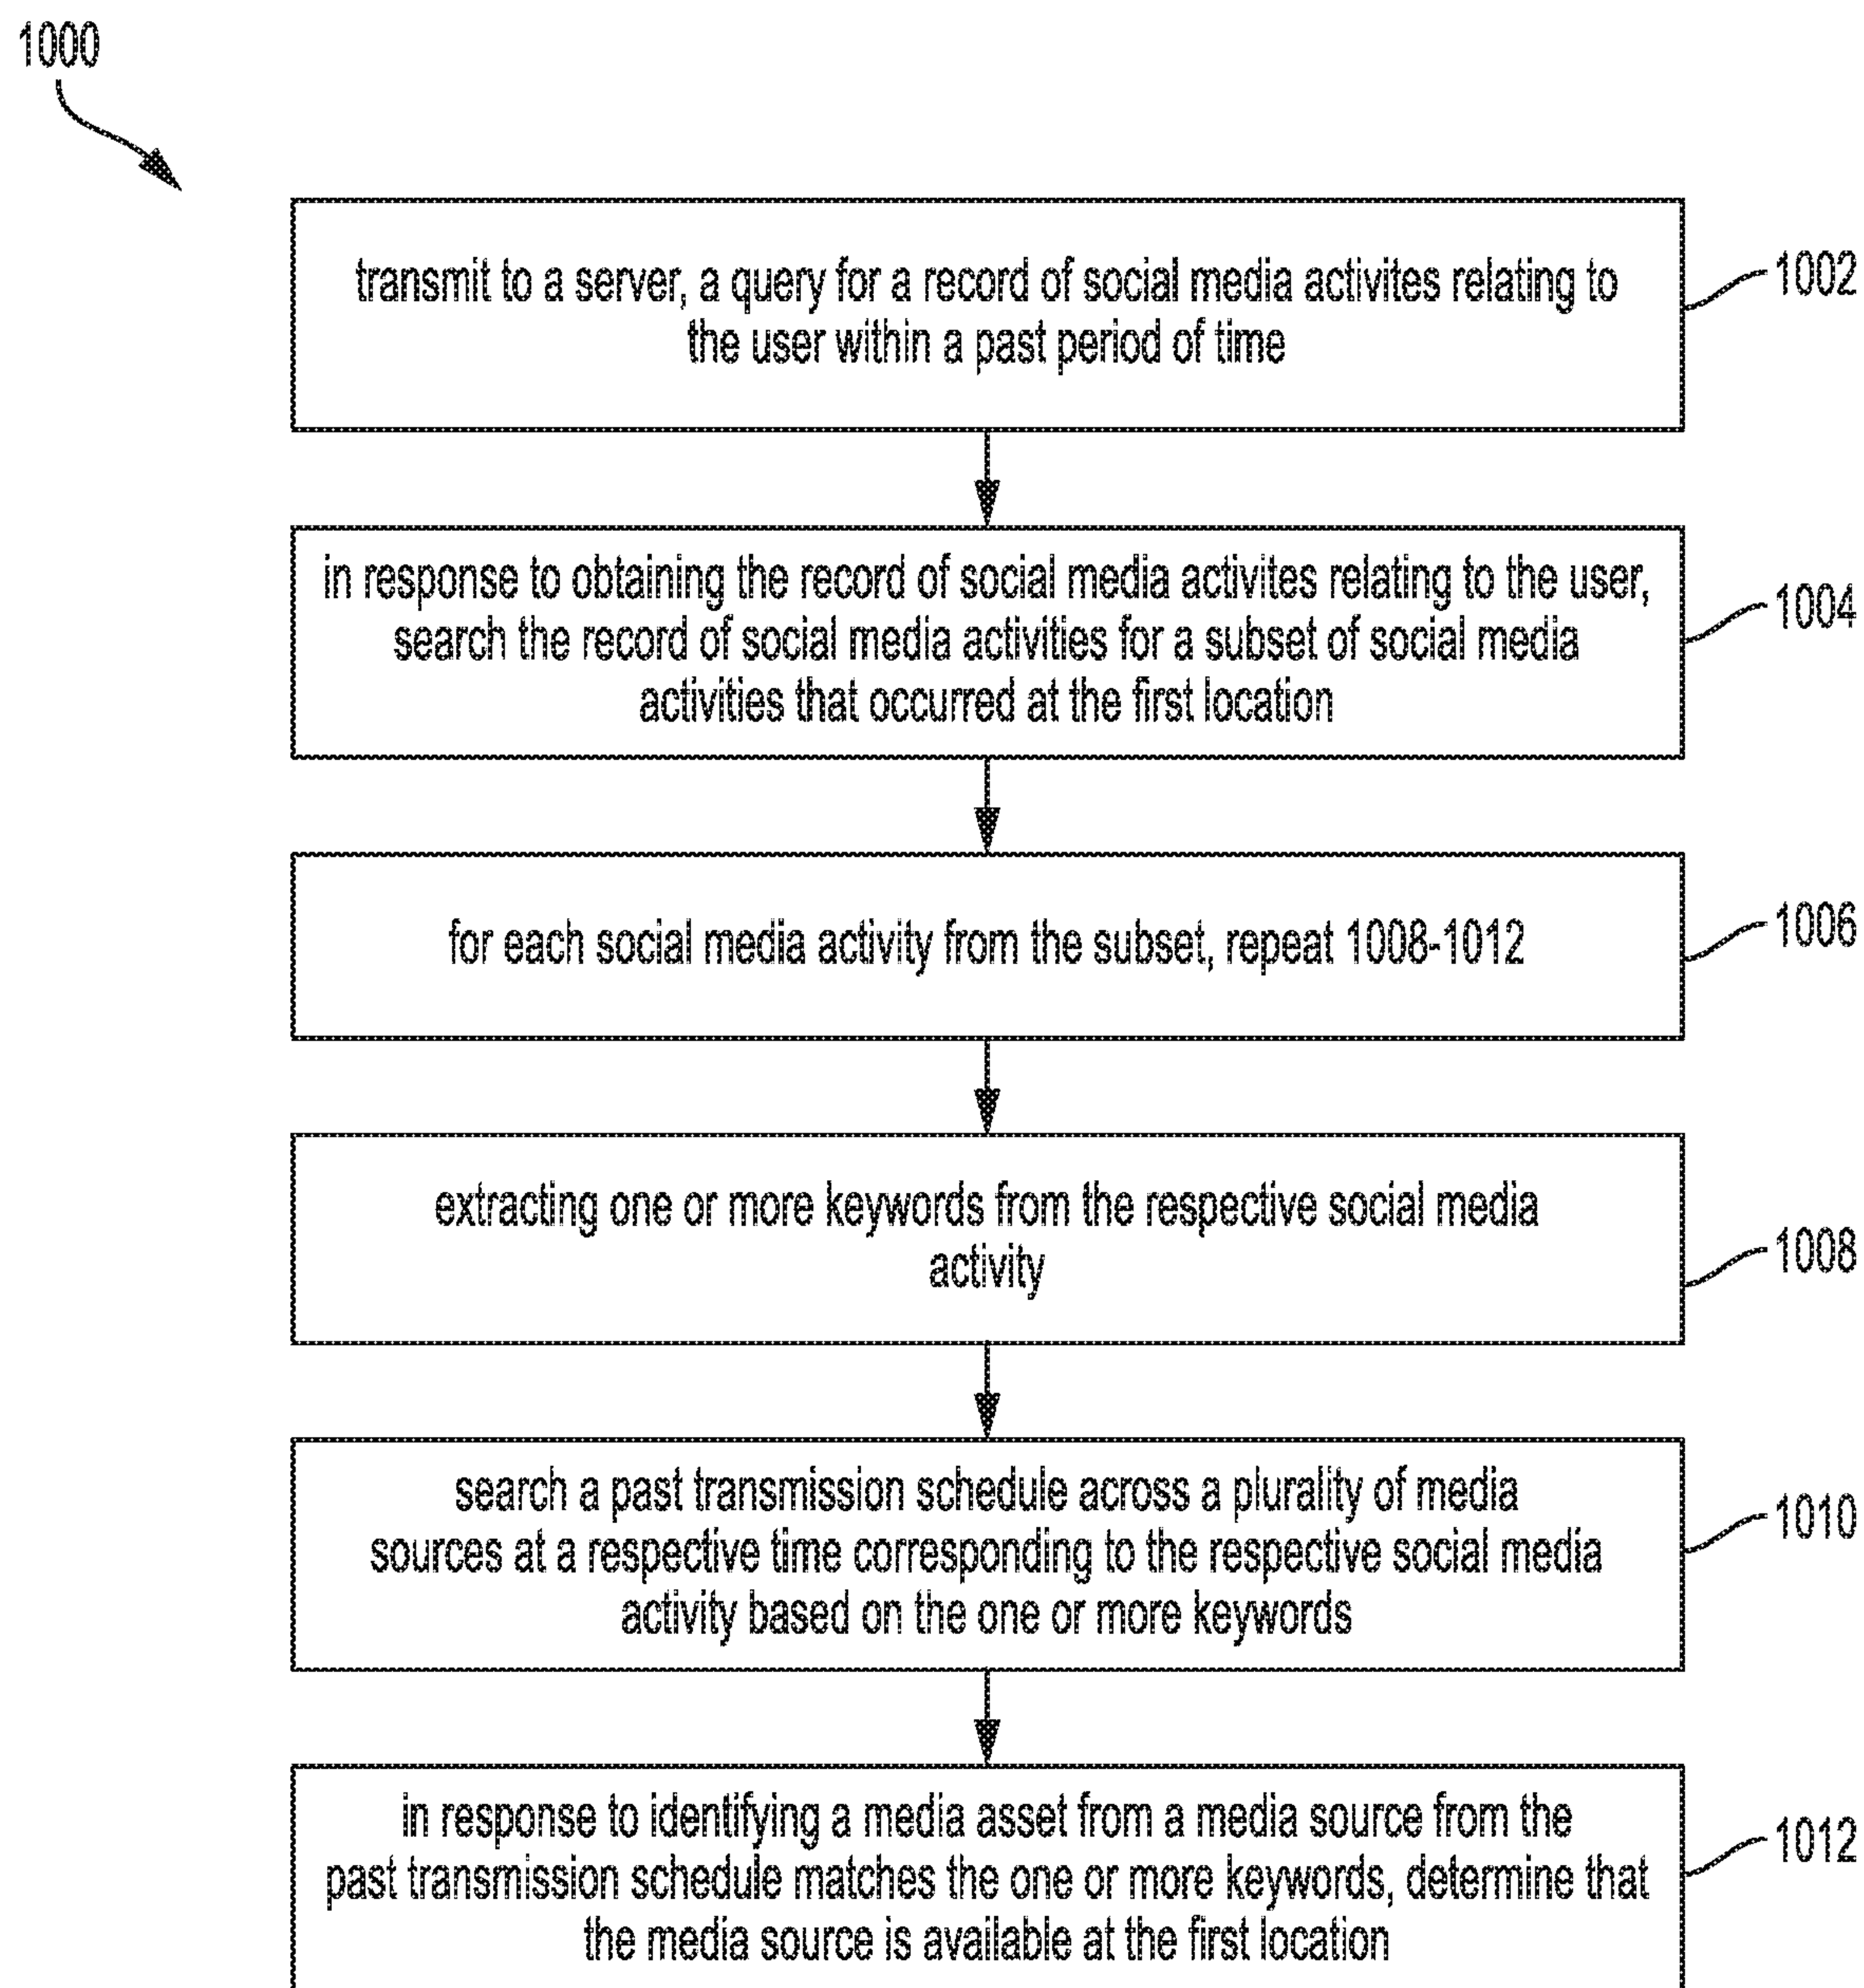 1000
transmit to a server, a query for a record of social media activites relating to
the user within a past period of time
1002
in response to obtaining the record of social media activites relating to the user,
search the record of social media activities for a subset of social media
activities that occurred at the first location
1004
for each social media activity from the subset, repeat 1008-1012
1006
extracting one or more keywords from the respective social media
activity
1008
search a past transmission schedule across a plurality of media
sources at a respective time corresponding to the respective social media
activity based on the one or more keywords
1010
in response to identifying a media asset from a media source from the
past transmission schedule matches the one or more keywords, determine that
the media source is available at the first location
1012